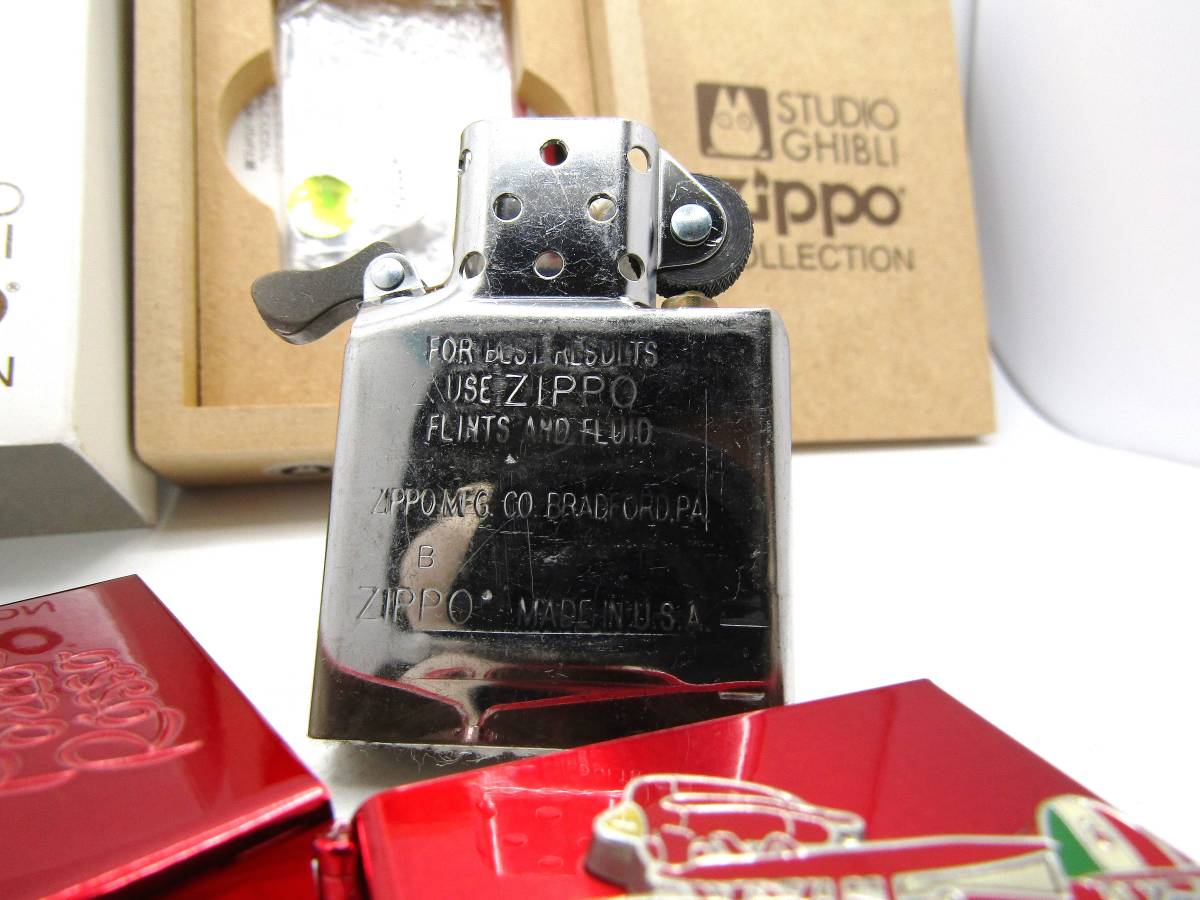 STUDIO
GHIBLI
Zippo
OLLECTION
FOR BEST RESULTS
USE ZIPPO
FLINTS AND FLUID
ZIPPO MFG. CO. BRADFORD, PA.
B
ZIPPO® MADE IN U.S.A.